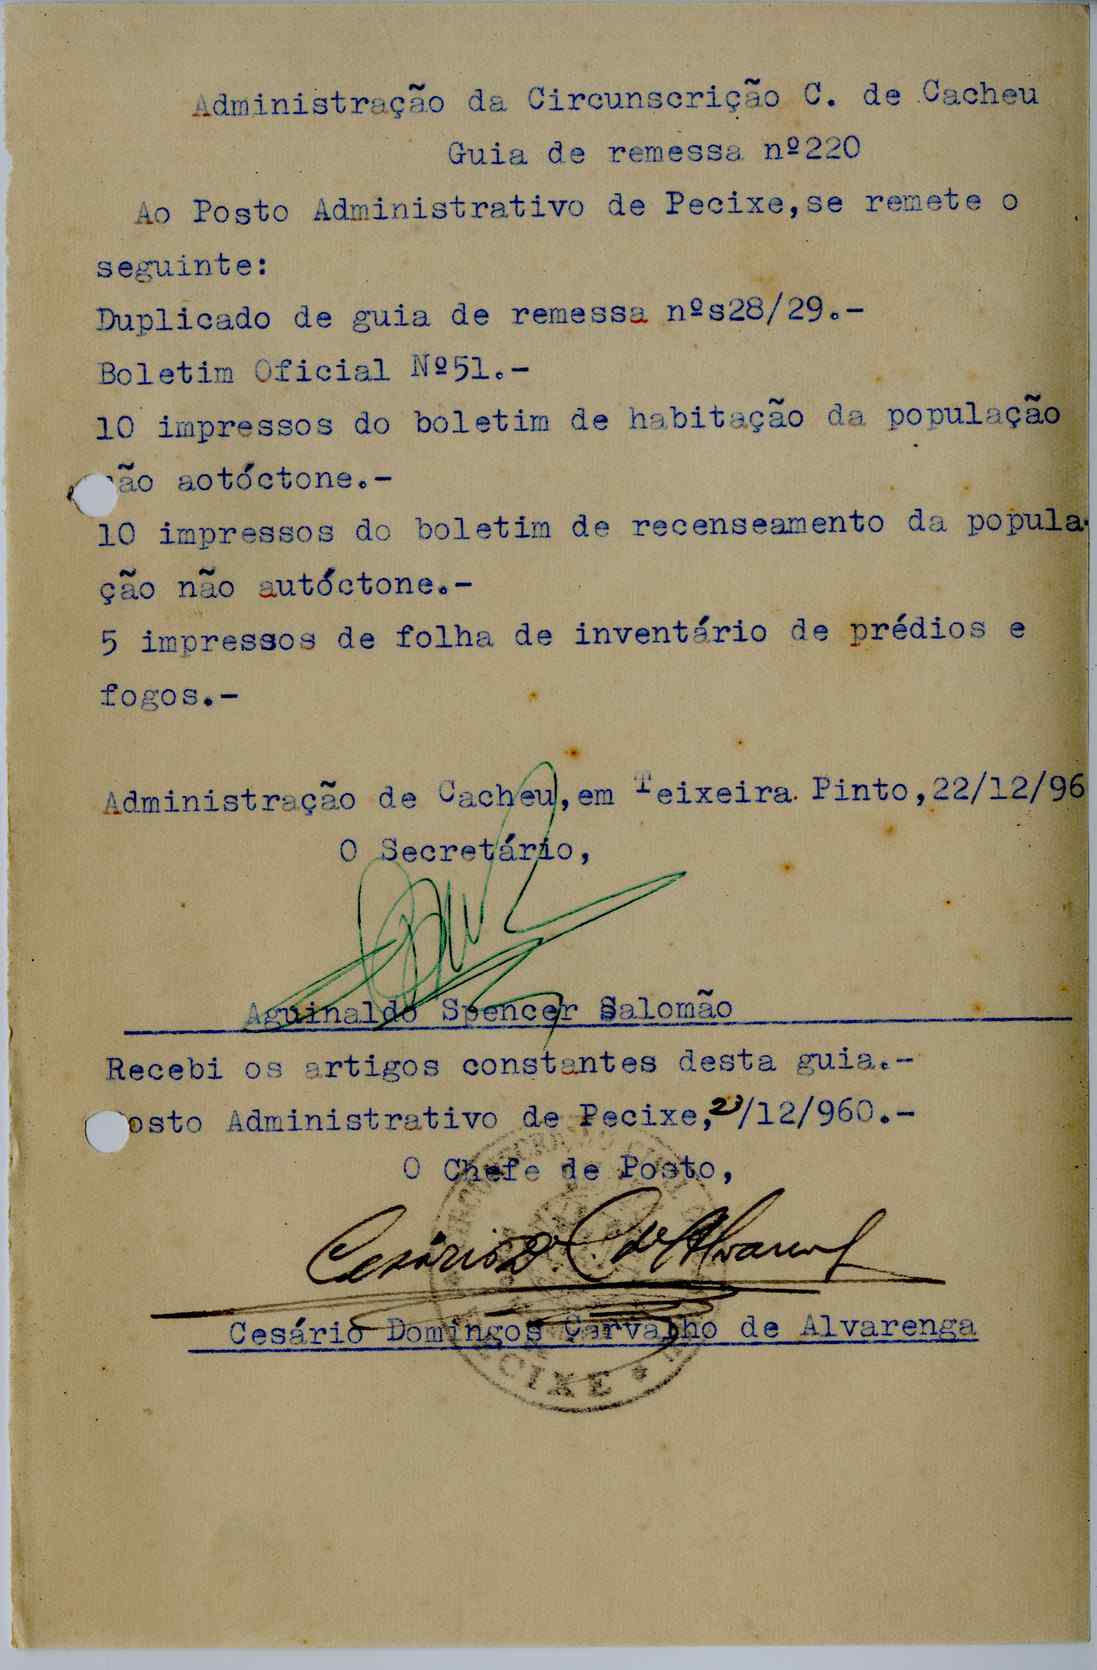 Administração da Circunscrição C. de Cacheu
Guia de remessa nº220
Ao Posto Administrativo de Pecixe,se remete o
seguinte:
Duplicado de guia de remessa nºs28/29.-
Boletim Oficial Nº51.-
10 impressos do boletim de habitação da população
ão aotóctone.-
10 impressos do boletim de recenseamento da popula-
ção não autóctone.-
5 impressos de folha de inventário de prédios e
fogos.-
Administração de Cacheu,em Teixeira Pinto,22/12/96
O Secretário,
Aguinaldo Spencer Salomão
Recebi os artigos constantes desta guia.-
osto Administrativo de Pecixe, /12/960.-
O Chefe de Posto,
Cesário D. C. de Alvareng
Cesário Domingos Carvalho de Alvarenga
ECIXE *